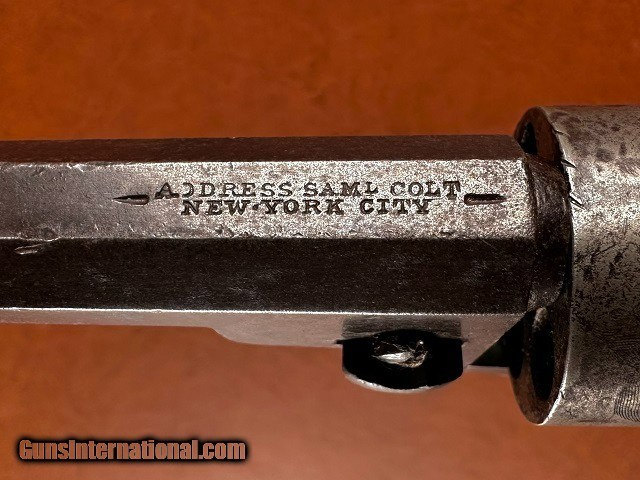 ADDRESS SAML COLT
NEW-YORK CITY
GunsInternational.com